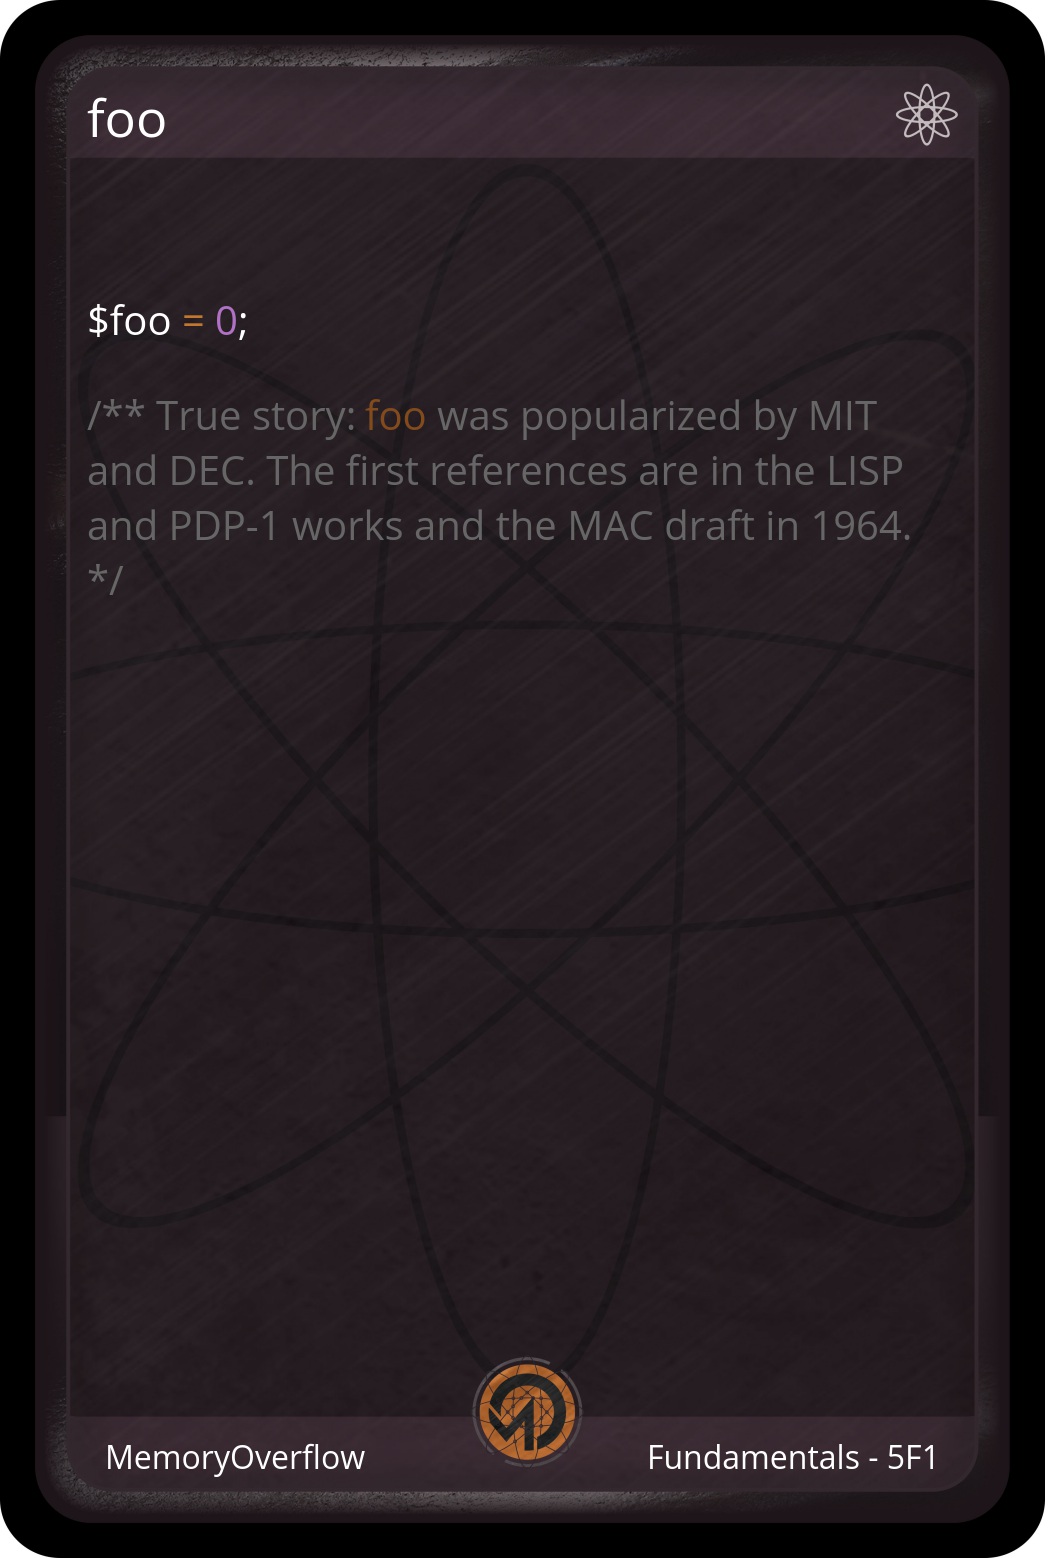 foo
$foo = 0;
/** True story: foo was popularized by MIT
and DEC. The first references are in the LISP
and PDP-1 works and the MAC draft in 1964.
*/
MemoryOverflow
Fundamentals - 5F1